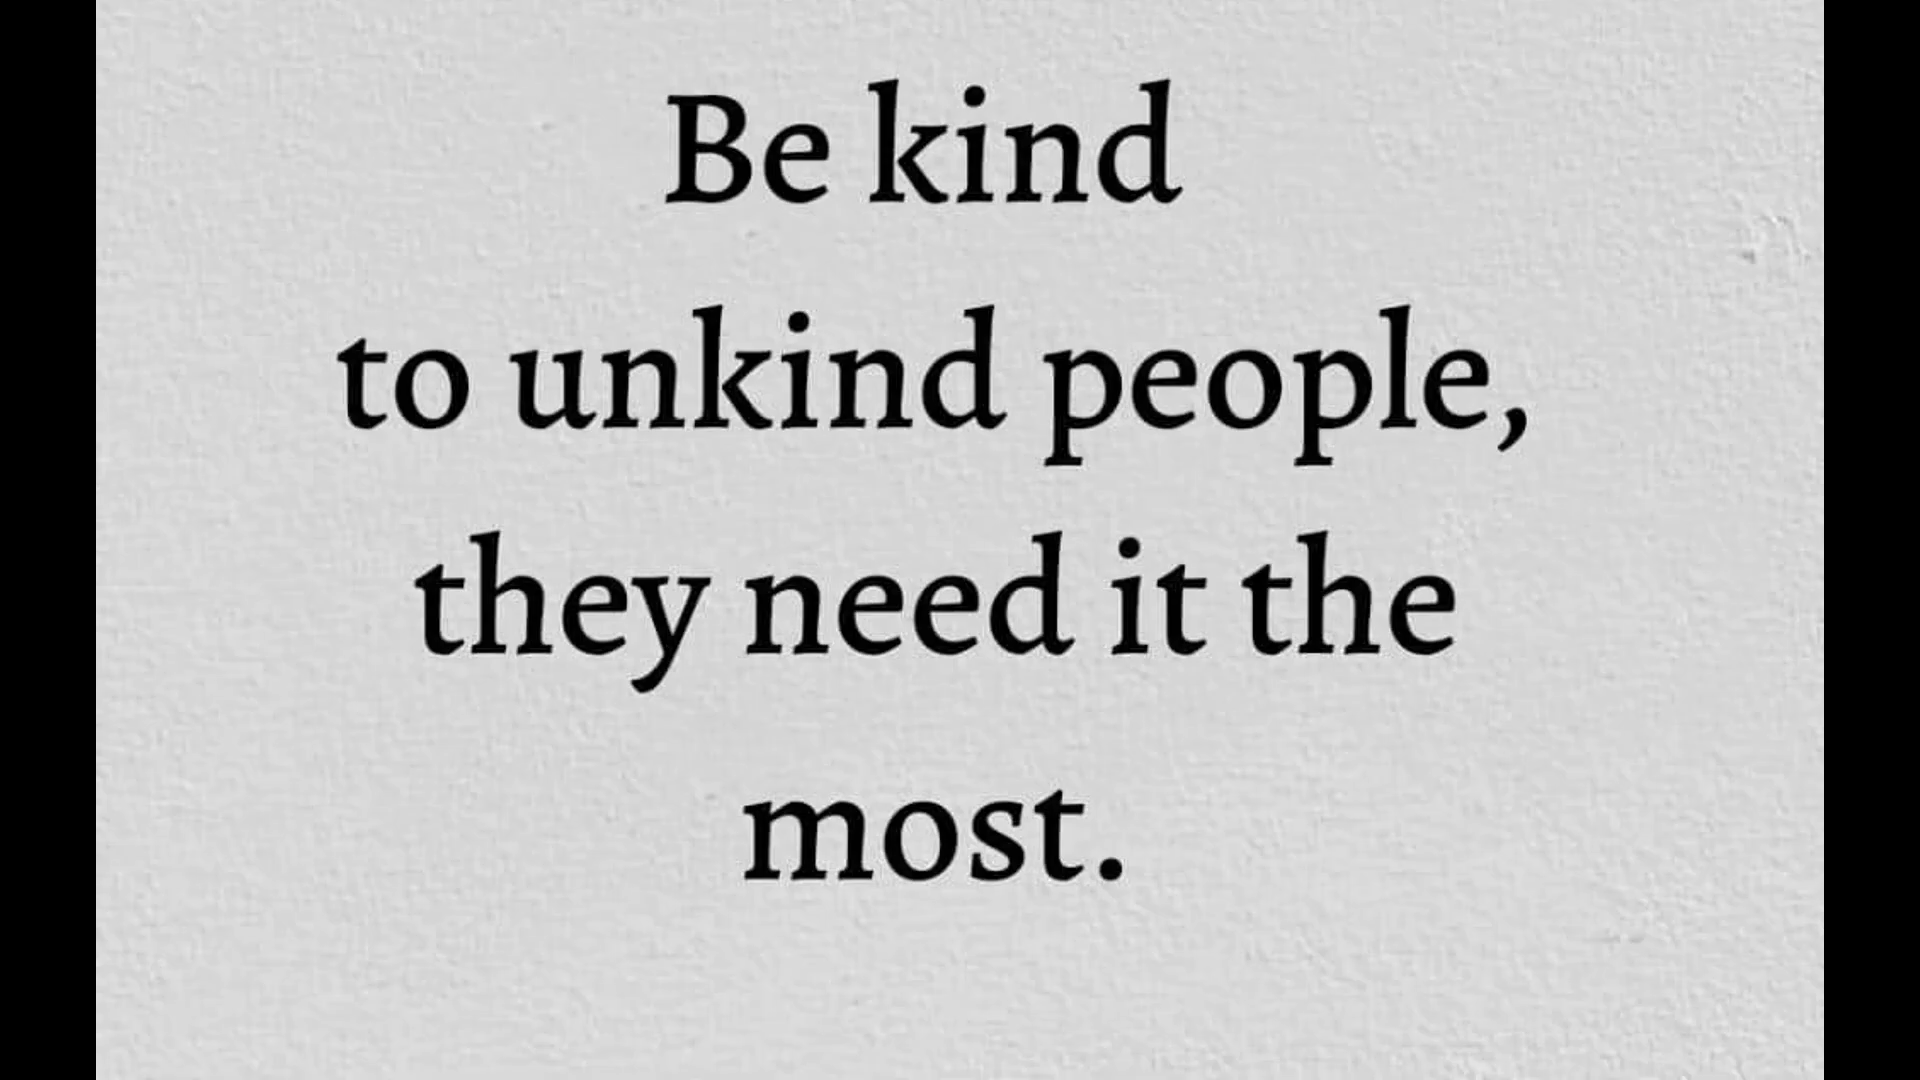 Be kind
to unkind people,
they need it the
most.